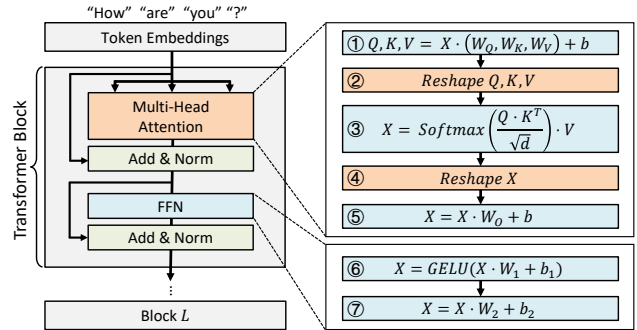 “How” “are” “you” “?”
Token Embeddings
Transformer Block
Multi-Head
Attention
Add & Norm
FFN
Add & Norm
...
Block L
① Q, K, V = X · (W_Q, W_K, W_V) + b
② Reshape Q, K, V
③ X = Softmax(Q · K^T / √d) · V
④ Reshape X
⑤ X = X · W_O + b
⑥ X = GELU(X · W_1 + b_1)
⑦ X = X · W_2 + b_2